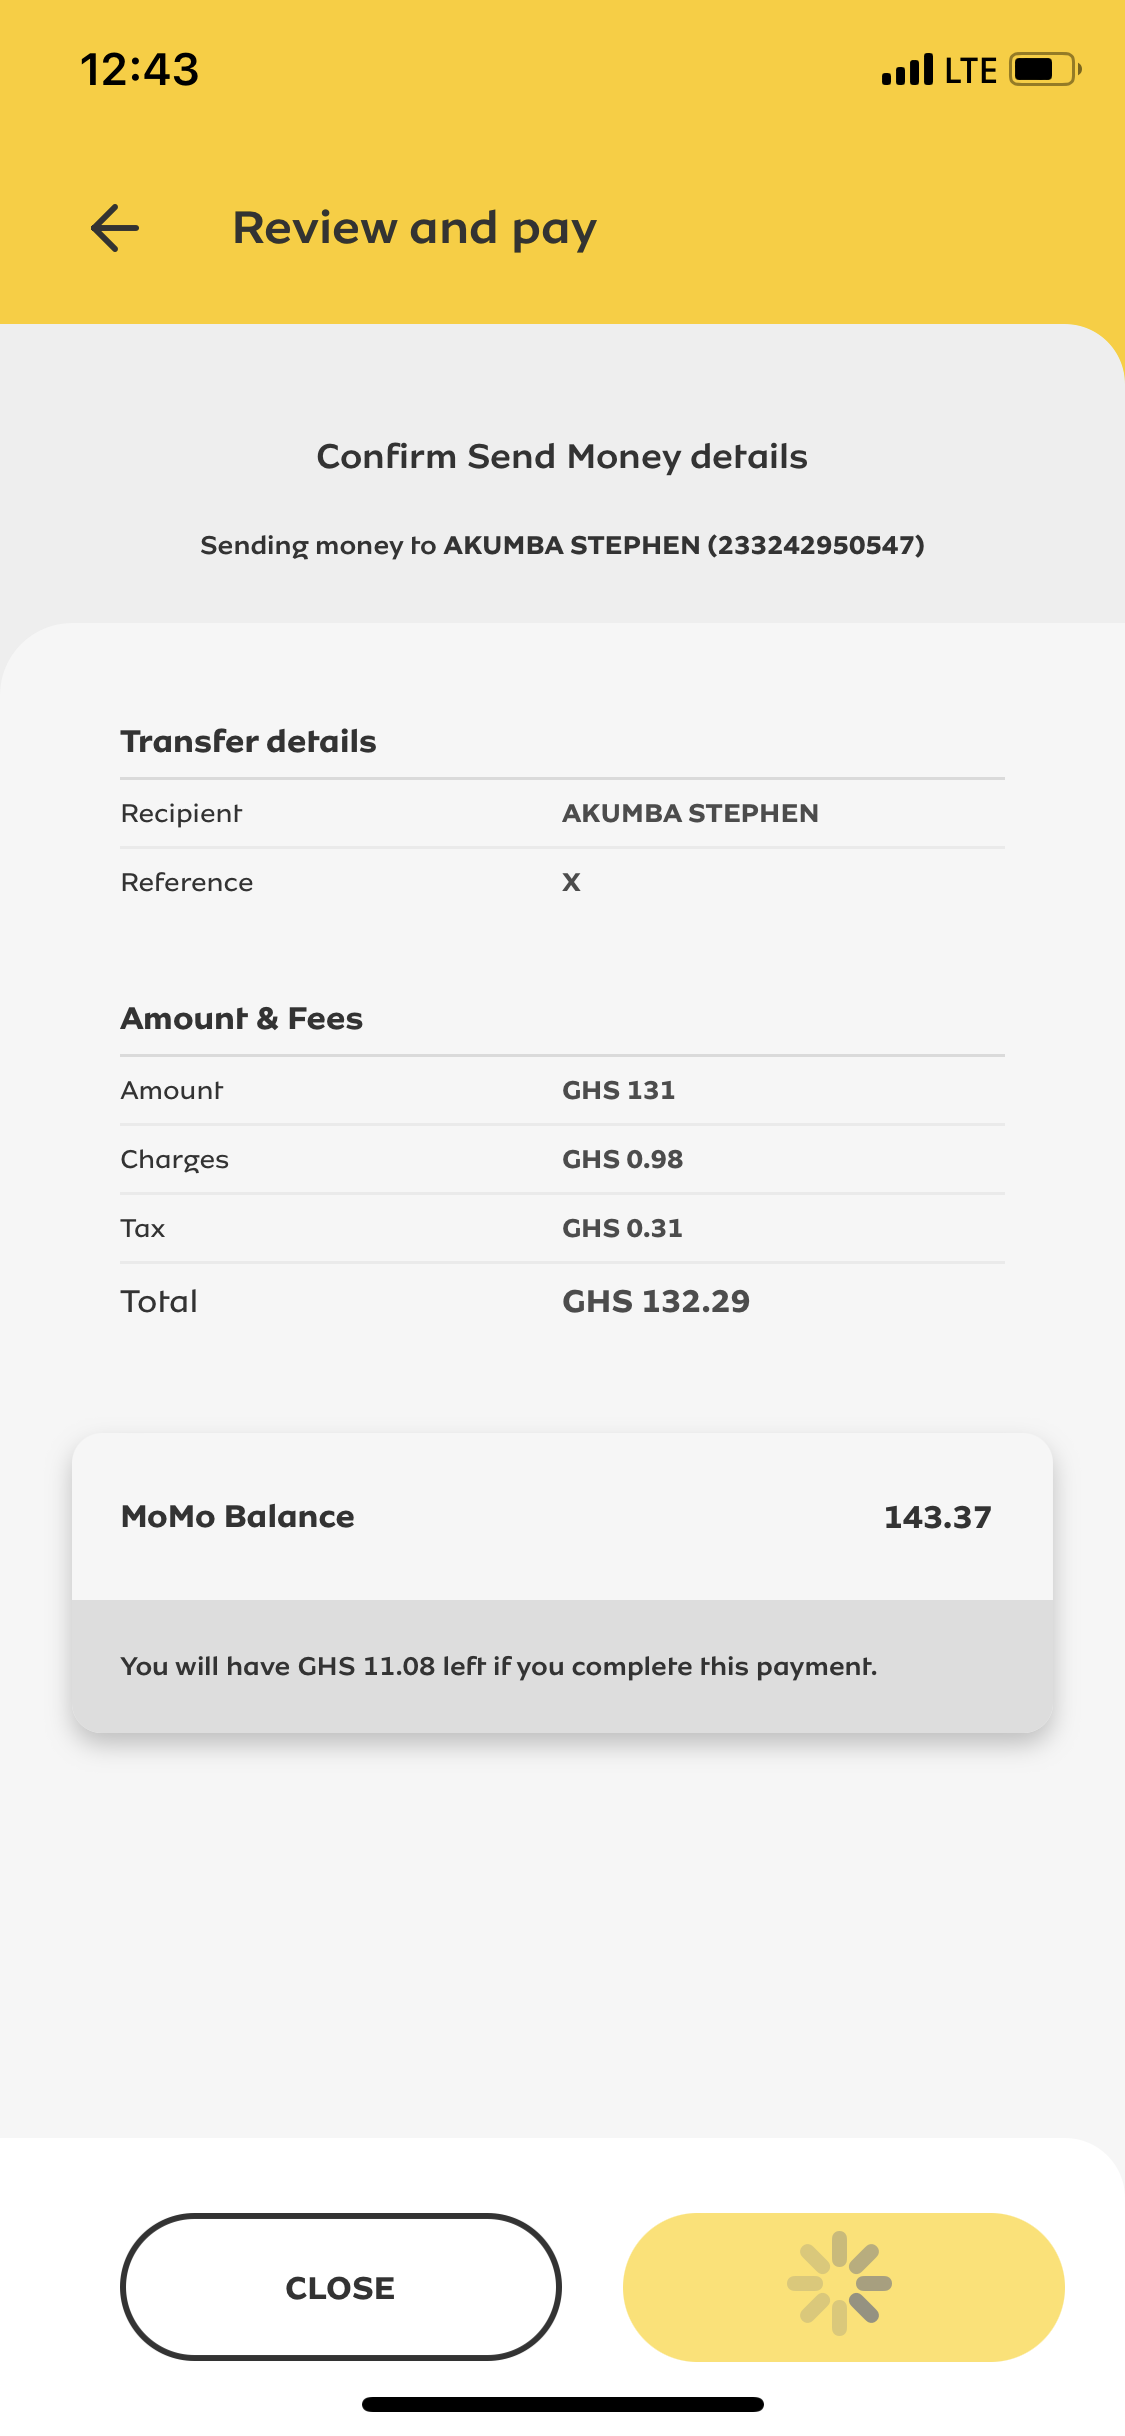 12:43
LTE
Review and pay
Confirm Send Money details
Sending money to AKUMBA STEPHEN (233242950547)
Transfer details
Recipient AKUMBA STEPHEN
Reference X
Amount & Fees
Amount GHS 131
Charges GHS 0.98
Tax GHS 0.31
Total GHS 132.29
MoMo Balance 143.37
You will have GHS 11.08 left if you complete this payment.
CLOSE